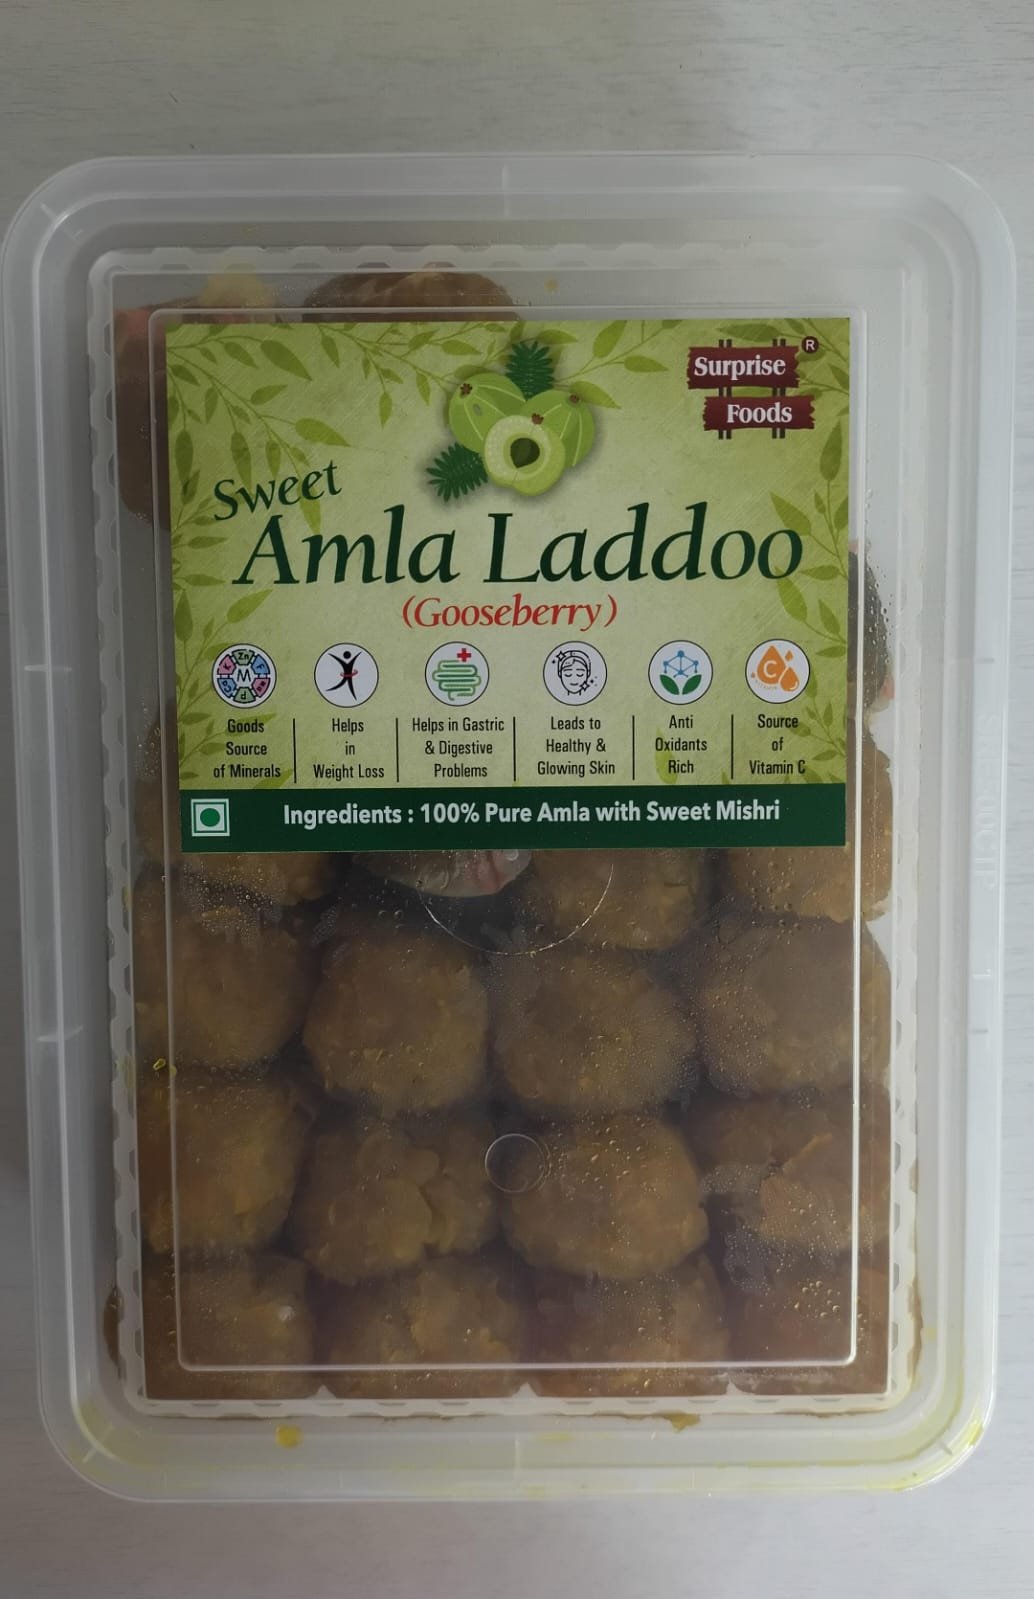 Surprise ®
Foods
Sweet
Amla Laddoo
(Gooseberry)
Goods
Source
of Minerals
Helps
in
Weight Loss
Helps in Gastric
& Digestive
Problems
Leads to
Healthy &
Glowing Skin
Anti
Oxidants
Rich
Source
of
Vitamin C
Ingredients : 100% Pure Amla with Sweet Mishri